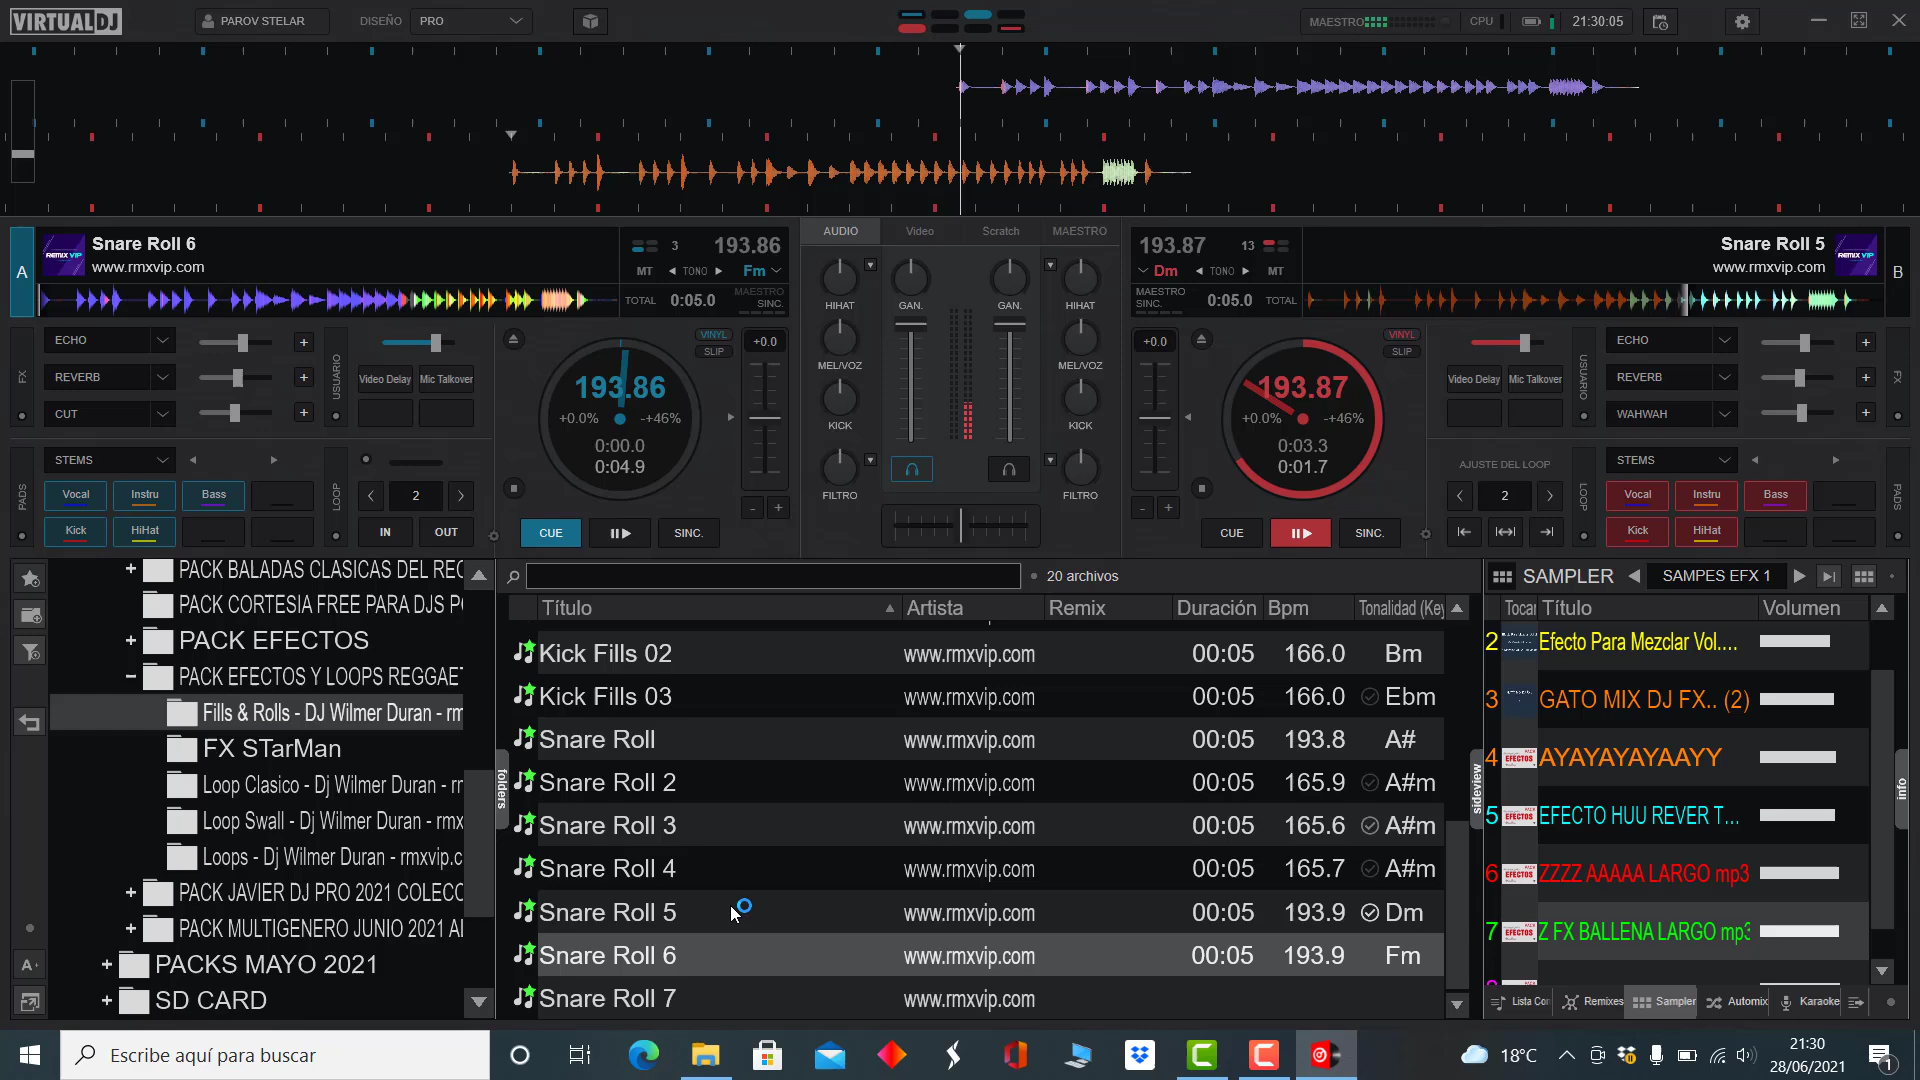 VIRTUALDJ
PAROV STELAR
DISEÑO
PRO
MAESTRO
CPU
21:30:05
A
REMIX VIP
Snare Roll 6
www.rmxvip.com
3
193.86
MT
TONO
Fm
TOTAL
0:05.0
MAESTRO
SINC.
AUDIO
Video
Scratch
MAESTRO
193.87
13
Dm
TONO
MT
MAESTRO
SINC.
0:05.0
TOTAL
Snare Roll 5
www.rmxvip.com
REMIX VIP
B
FX
ECHO
REVERB
CUT
USUARIO
Video Delay
Mic Talkover
VINYL
SLIP
193.86
+0.0%
-+46%
0:00.0
0:04.9
+0.0
HIHAT
GAN.
GAN.
HIHAT
MEL/VOZ
MEL/VOZ
KICK
KICK
FILTRO
FILTRO
+0.0
VINYL
SLIP
193.87
+0.0%
-+46%
0:03.3
0:01.7
Video Delay
Mic Talkover
USUARIO
ECHO
REVERB
WAHWAH
FX
PADS
STEMS
Vocal
Instru
Bass
Kick
HiHat
LOOP
2
IN
OUT
CUE
SINC.
CUE
SINC.
AJUSTE DEL LOOP
2
LOOP
STEMS
Vocal
Instru
Bass
Kick
HiHat
PADS
PACK BALADAS CLASICAS DEL REC
PACK CORTESIA FREE PARA DJS P
PACK EFECTOS
PACK EFECTOS Y LOOPS REGGAET
Fills & Rolls - DJ Wilmer Duran - rm
FX STarMan
Loop Clasico - Dj Wilmer Duran - rm
Loop Swall - Dj Wilmer Duran - rmx
Loops - Dj Wilmer Duran - rmxvip.c
PACK JAVIER DJ PRO 2021 COLECC
PACK MULTIGENERO JUNIO 2021 A
PACKS MAYO 2021
SD CARD
folders
20 archivos
Título
Artista
Remix
Duración
Bpm
Tonalidad (Key
Kick Fills 02
www.rmxvip.com
00:05
166.0
Bm
Kick Fills 03
www.rmxvip.com
00:05
166.0
Ebm
Snare Roll
www.rmxvip.com
00:05
193.8
A#
Snare Roll 2
www.rmxvip.com
00:05
165.9
A#m
Snare Roll 3
www.rmxvip.com
00:05
165.6
A#m
Snare Roll 4
www.rmxvip.com
00:05
165.7
A#m
Snare Roll 5
www.rmxvip.com
00:05
193.9
Dm
Snare Roll 6
www.rmxvip.com
00:05
193.9
Fm
Snare Roll 7
www.rmxvip.com
sideview
SAMPLER
SAMPES EFX 1
Tocar
Título
Volumen
2
Efecto Para Mezclar Vol....
3
GATO MIX DJ FX.. (2)
4
EFECTOS
AYAYAYAYAAYY
5
EFECTOS
EFECTO HUU REVER T...
6
EFECTOS
ZZZZ AAAAA LARGO mp3
7
EFECTOS
Z FX BALLENA LARGO mp3
info
Lista Co
Remixes
Sampler
Automix
Karaoke
Escribe aquí para buscar
18°C
21:30
28/06/2021
1